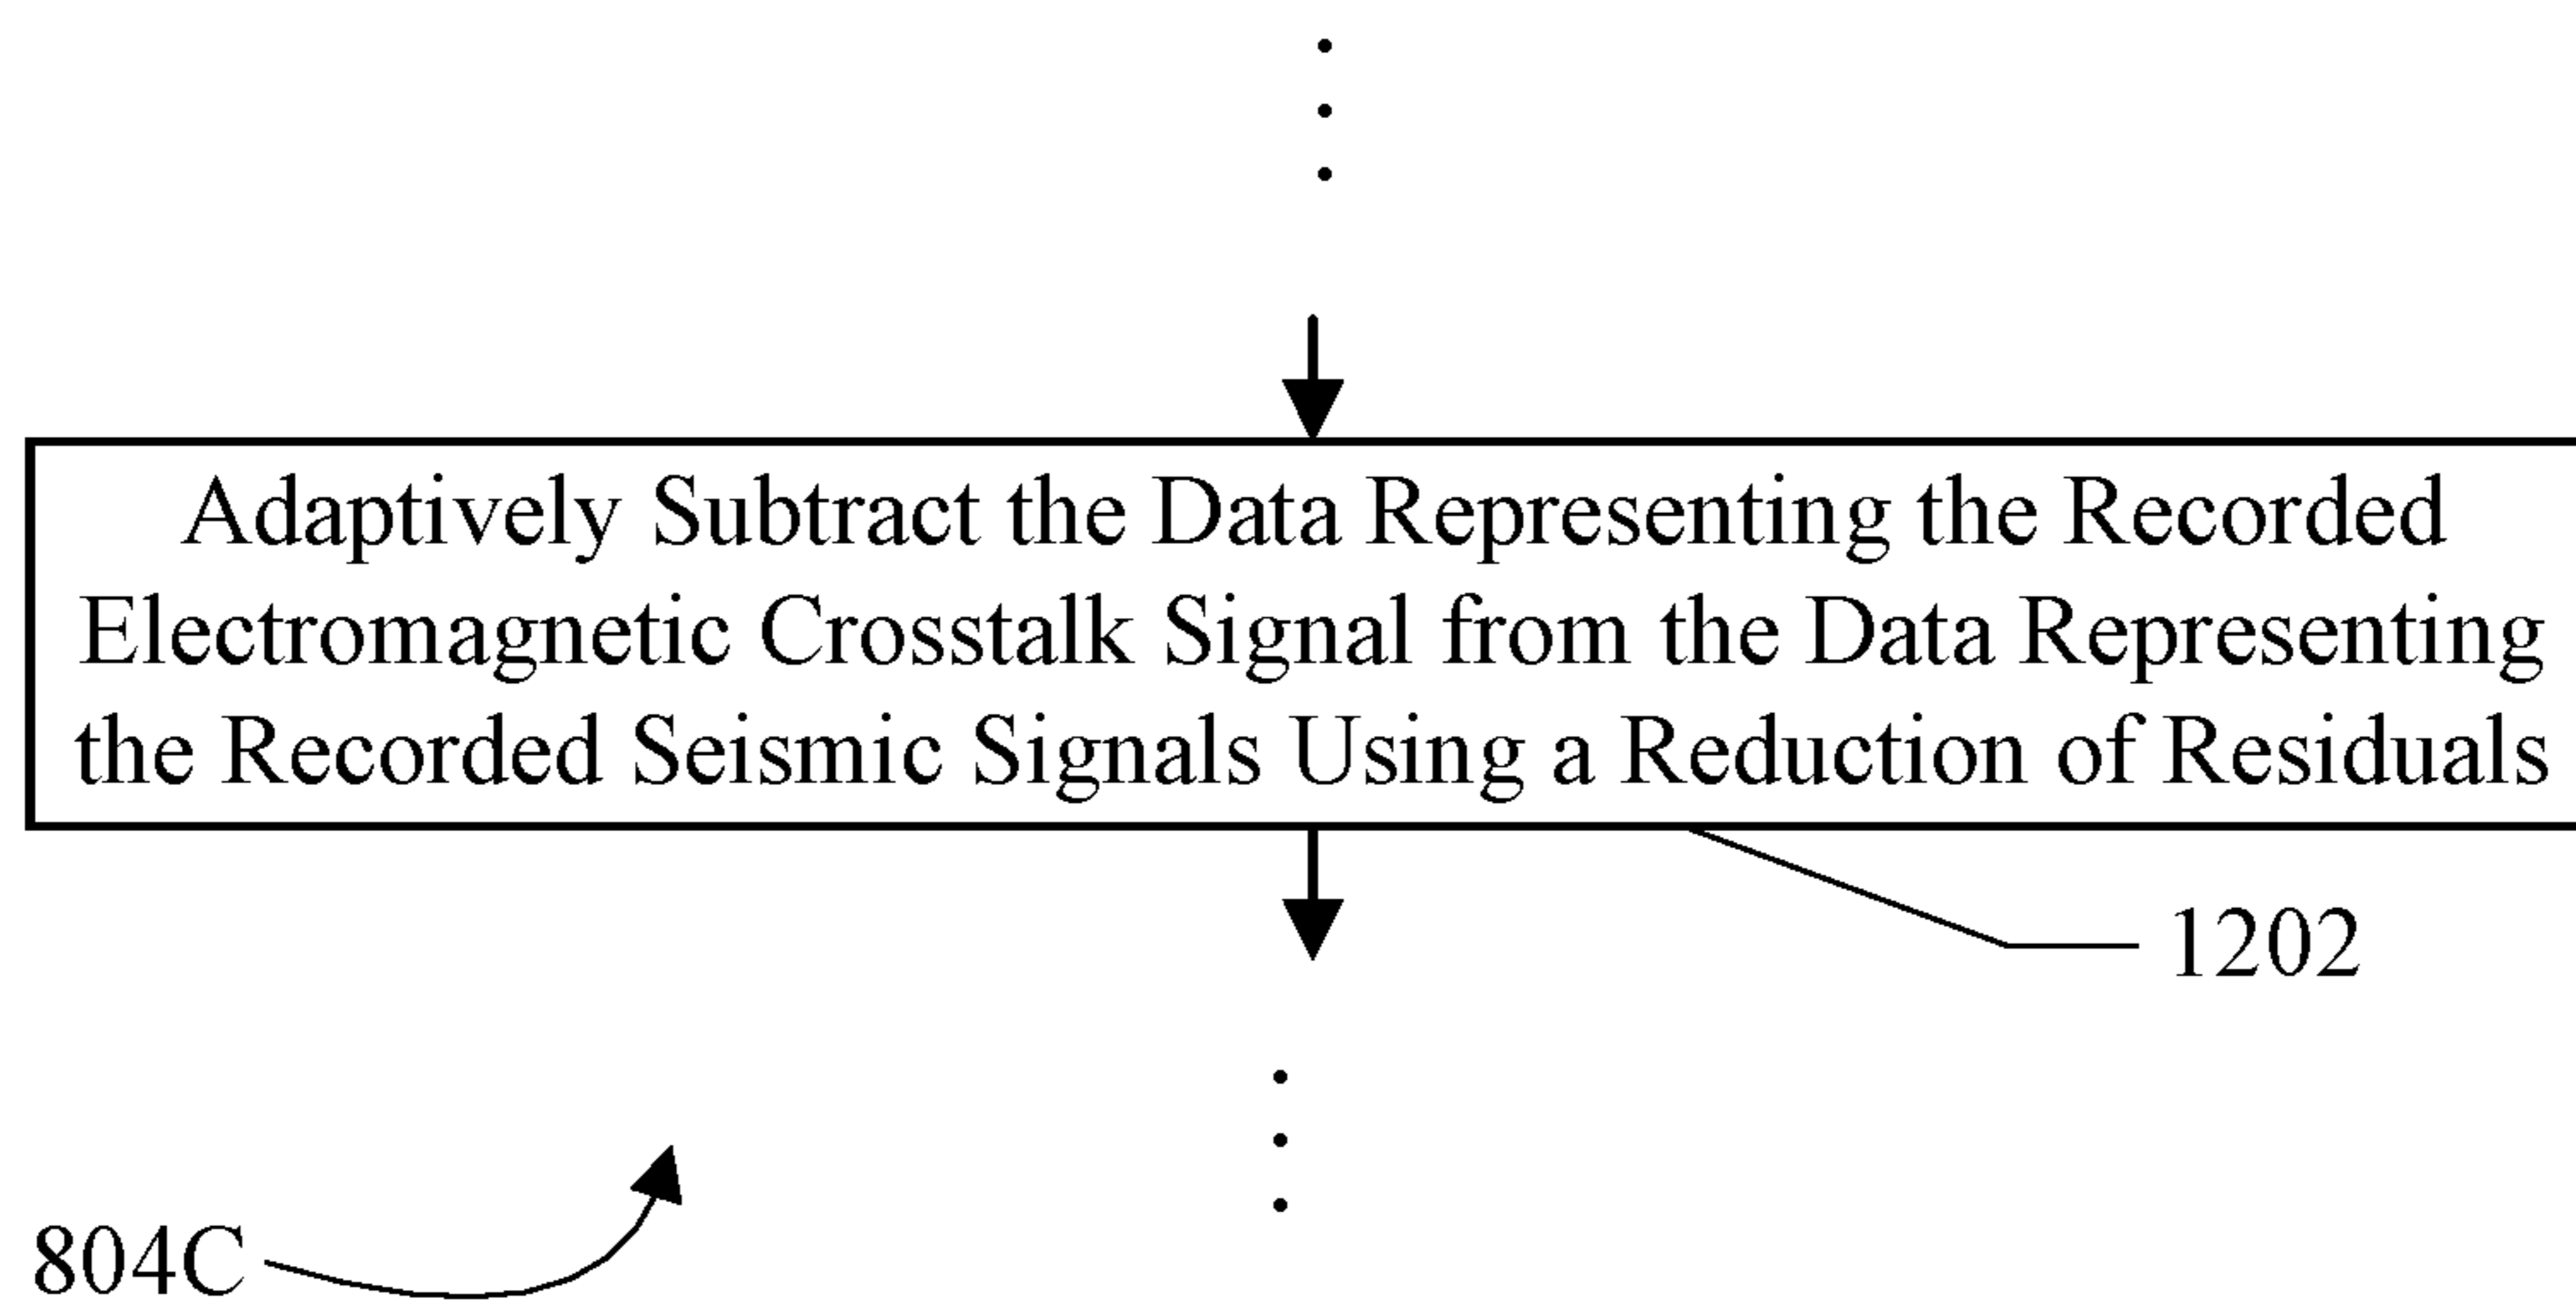 Adaptively Subtract the Data Representing the Recorded
Electromagnetic Crosstalk Signal from the Data Representing
the Recorded Seismic Signals Using a Reduction of Residuals
1202
804C